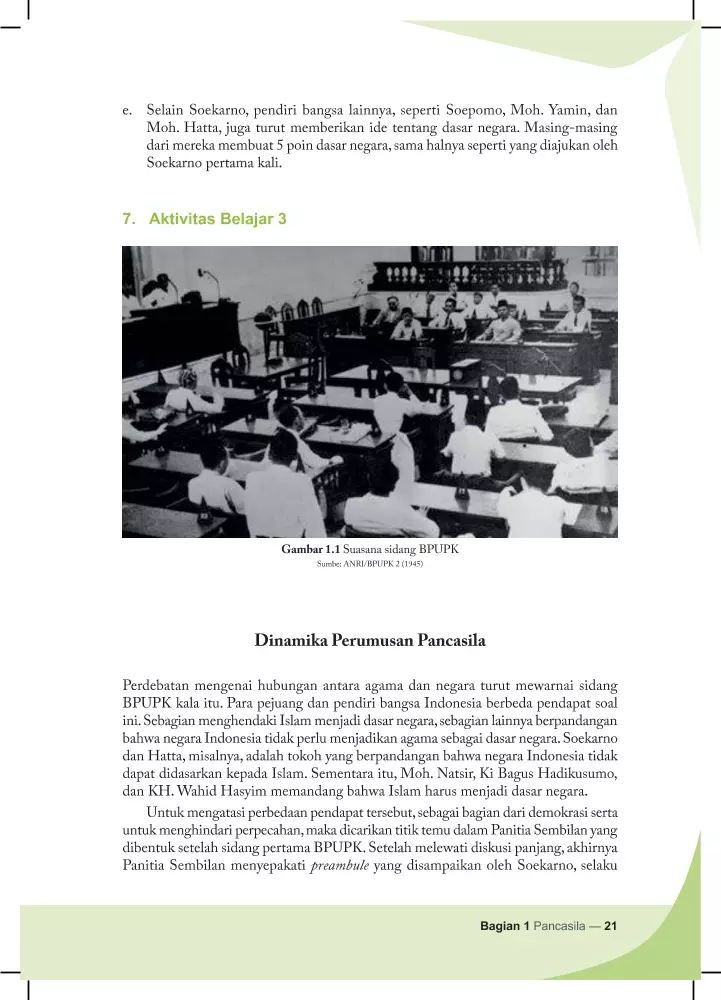 e. Selain Soekarno, pendiri bangsa lainnya, seperti Soepomo, Moh. Yamin, dan
Moh. Hatta, juga turut memberikan ide tentang dasar negara. Masing-masing
dari mereka membuat 5 poin dasar negara, sama halnya seperti yang diajukan oleh
Soekarno pertama kali.
7. Aktivitas Belajar 3
Gambar 1.1 Suasana sidang BPUPK
Sumbe: ANRI/BPUPK 2 (1945)
Dinamika Perumusan Pancasila
Perdebatan mengenai hubungan antara agama dan negara turut mewarnai sidang
BPUPK kala itu. Para pejuang dan pendiri bangsa Indonesia berbeda pendapat soal
ini. Sebagian menghendaki Islam menjadi dasar negara, sebagian lainnya berpandangan
bahwa negara Indonesia tidak perlu menjadikan agama sebagai dasar negara. Soekarno
dan Hatta, misalnya, adalah tokoh yang berpandangan bahwa negara Indonesia tidak
dapat didasarkan kepada Islam. Sementara itu, Moh. Natsir, Ki Bagus Hadikusumo,
dan KH. Wahid Hasyim memandang bahwa Islam harus menjadi dasar negara.
Untuk mengatasi perbedaan pendapat tersebut, sebagai bagian dari demokrasi serta
untuk menghindari perpecahan, maka dicarikan titik temu dalam Panitia Sembilan yang
dibentuk setelah sidang pertama BPUPK. Setelah melewati diskusi panjang, akhirnya
Panitia Sembilan menyepakati preambule yang disampaikan oleh Soekarno, selaku
Bagian 1 Pancasila — 21